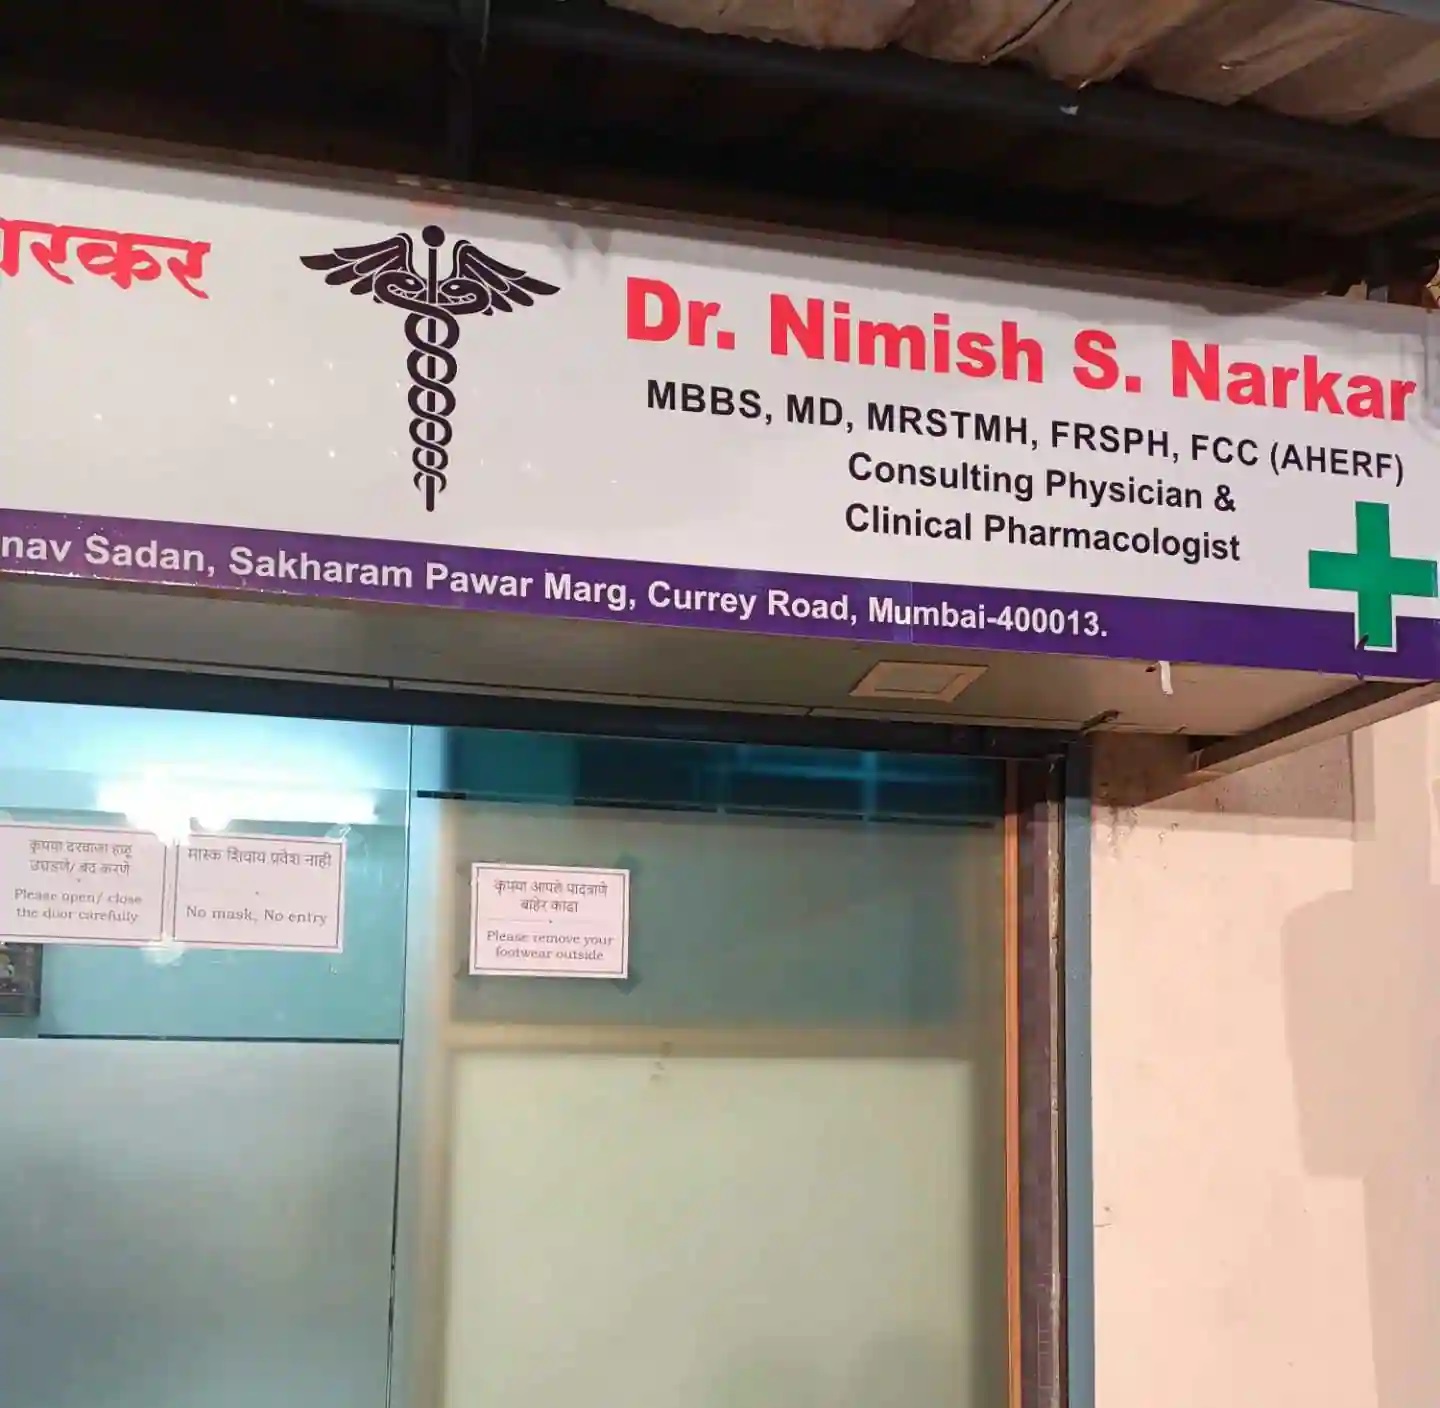 रकर
Dr. Nimish S. Narkar
MBBS, MD, MRSTMH, FRSPH, FCC (AHERF)
Consulting Physician &
Clinical Pharmacologist
nav Sadan, Sakharam Pawar Marg, Currey Road, Mumbai-400013.
कृपया दरवाजा हळू
उघडणे/ बंद करणे
Please open/ close
the door carefully
मास्क शिवाय प्रवेश नाही
No mask, No entry
कृपया आपले पादत्राणे
बाहेर काढा
Please remove your
footwear outside